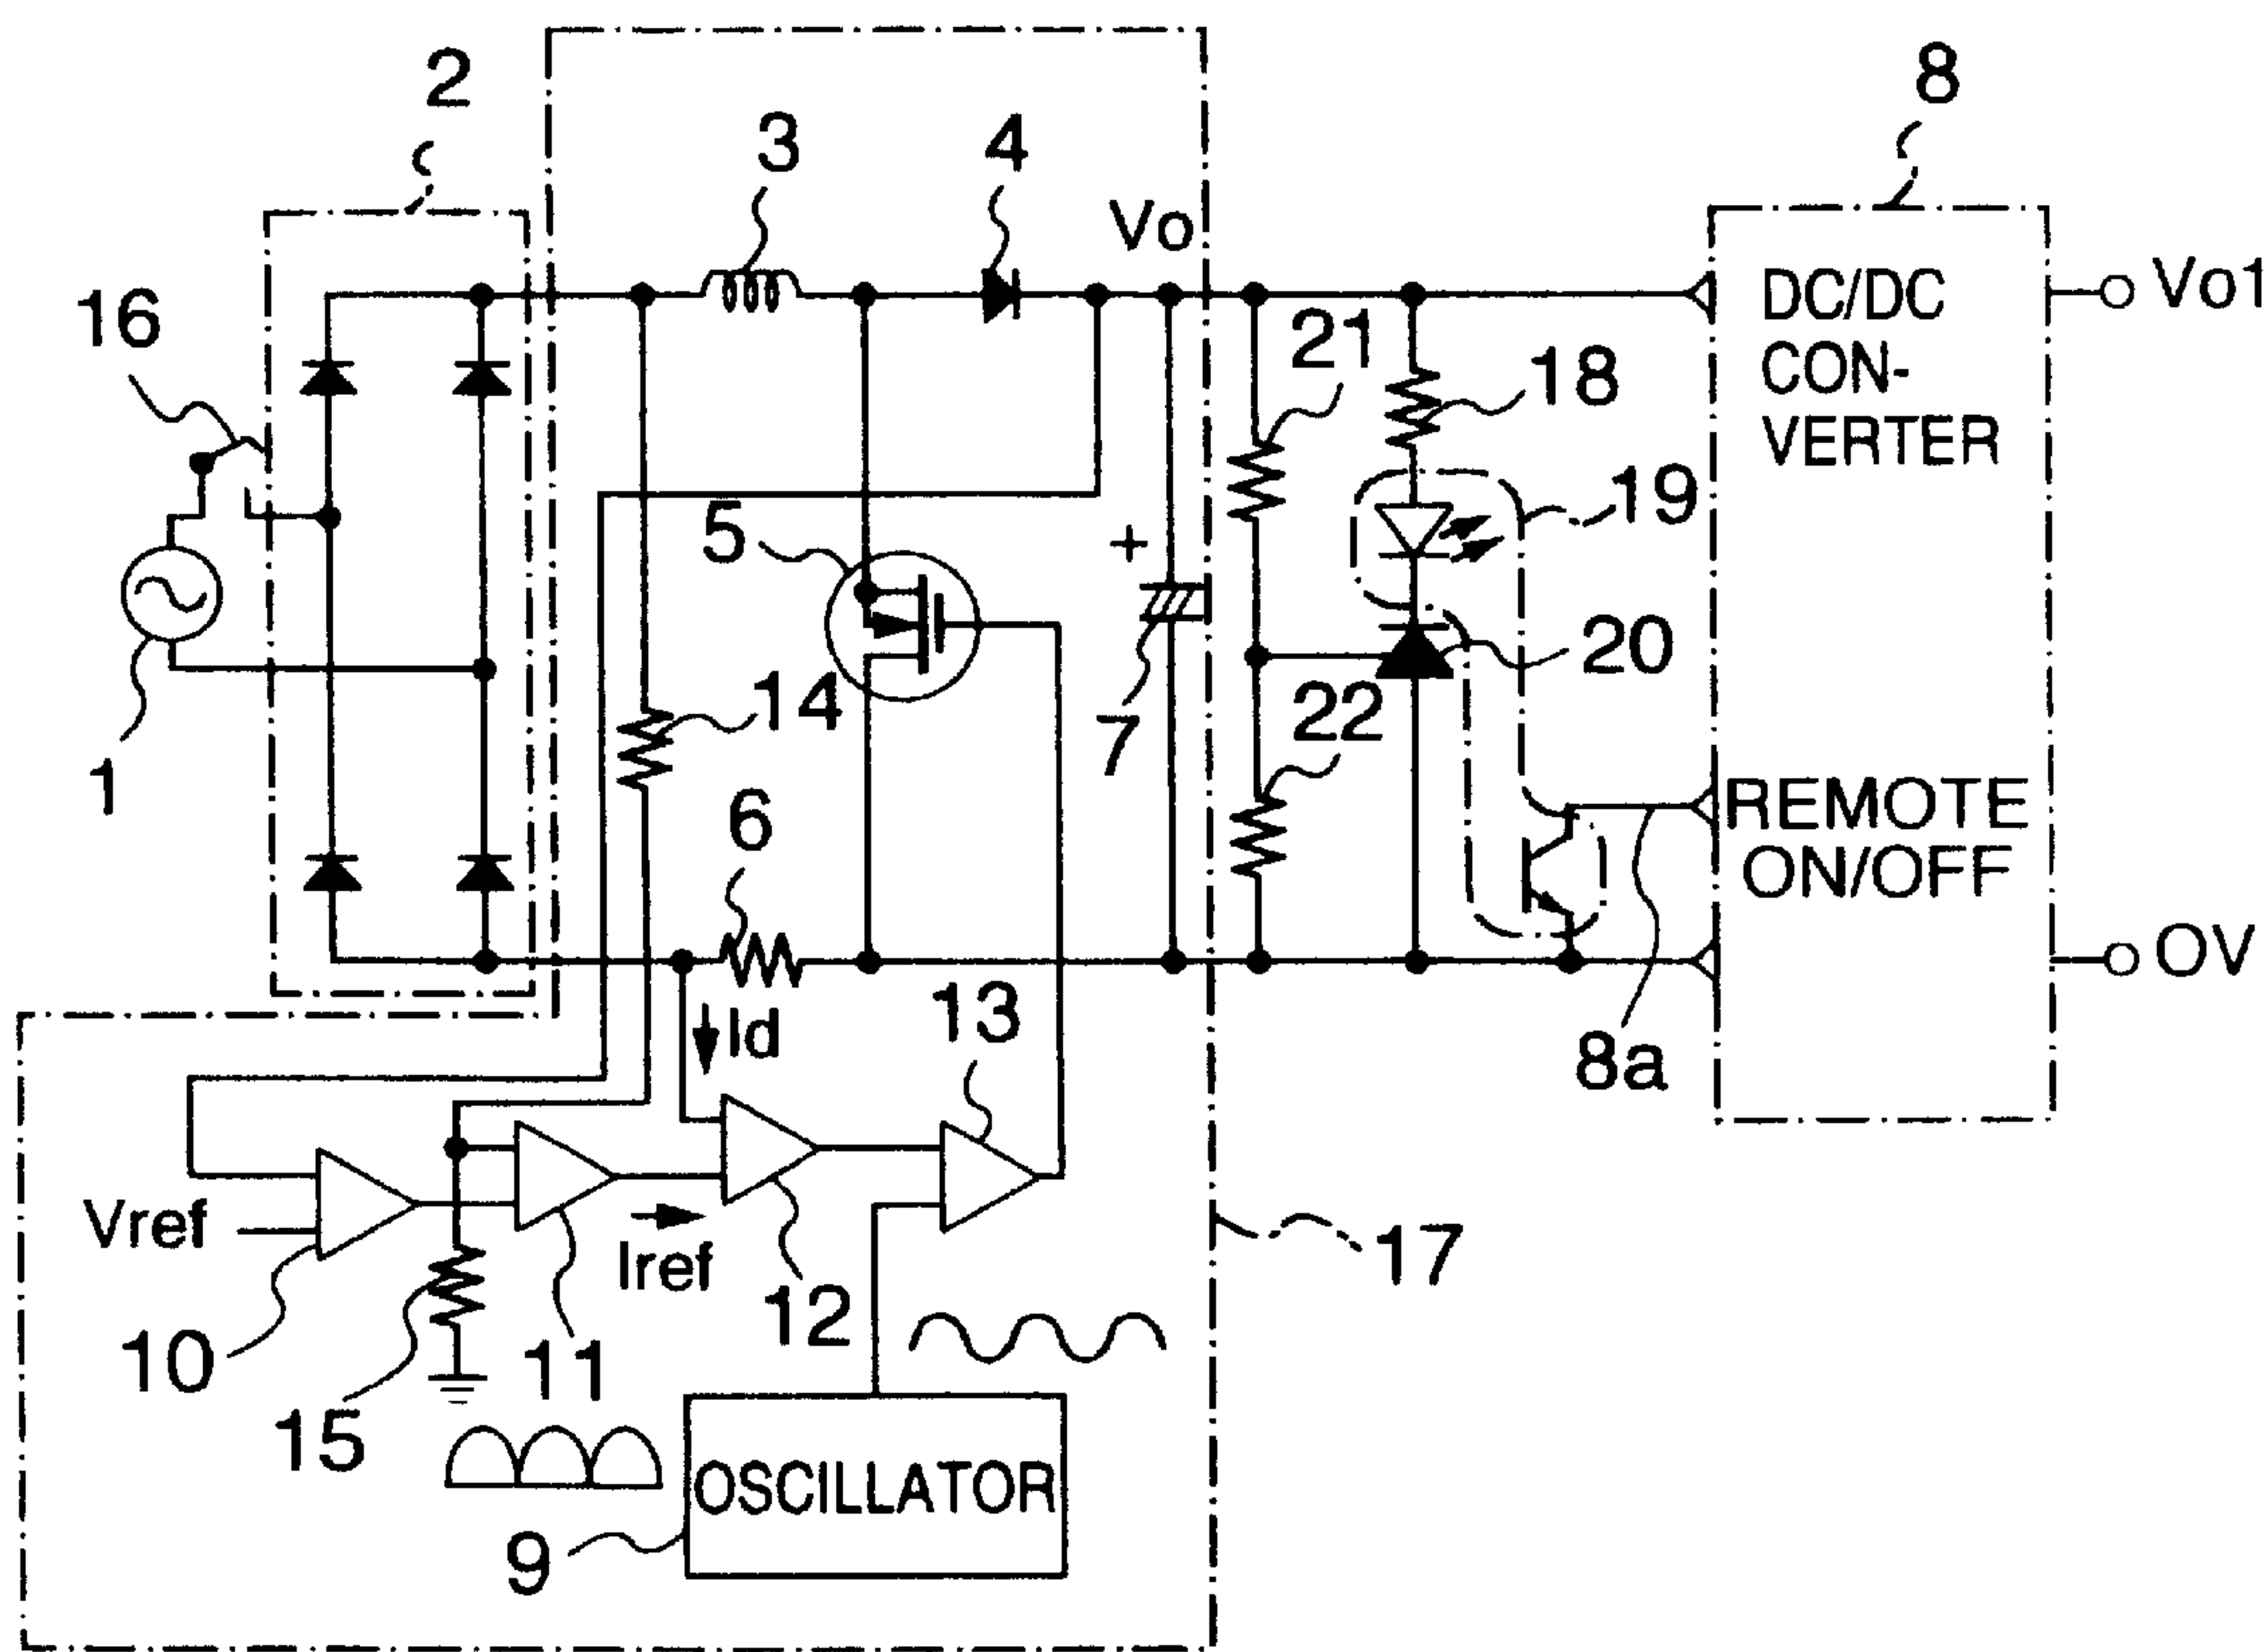 2
8
3
4
Vo
DC/DC
CON-
VERTER
Vo1
16
21
18
19
5
+
20
14
22
7
1
6
REMOTE
ON/OFF
13
OV
Id
8a
Vref
Iref
17
12
10
11
15
OSCILLATOR
9